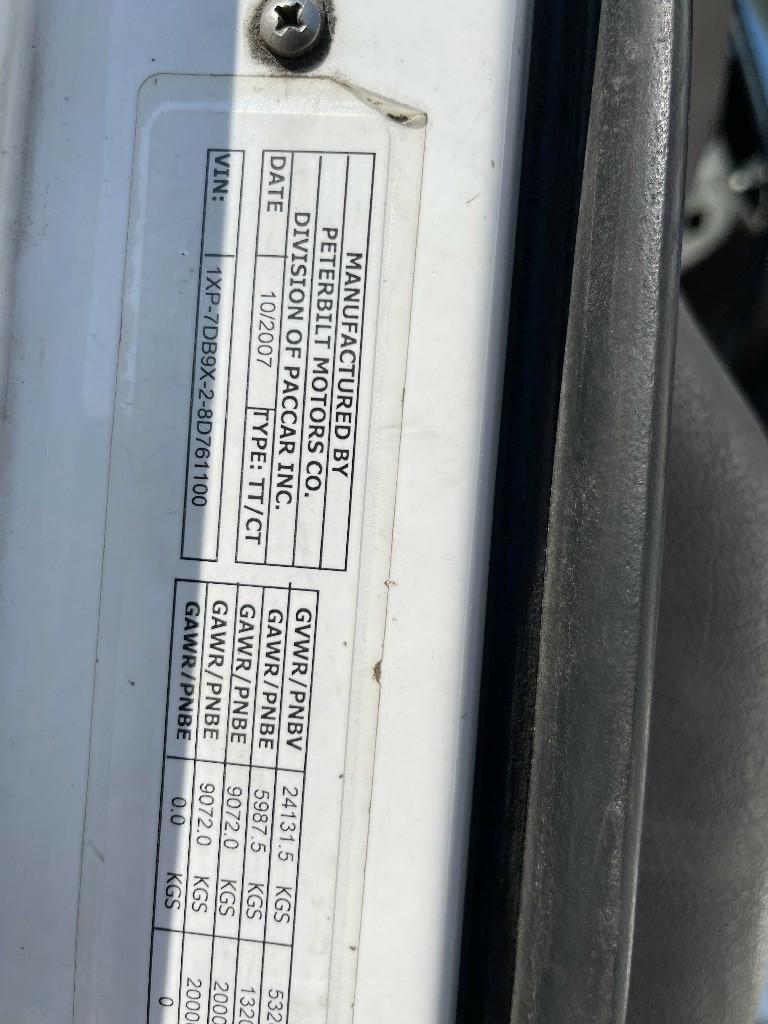 MANUFACTURED BY
PETERBILT MOTORS CO.
DIVISION OF PACCAR INC.
DATE 10/2007 TYPE: TT/CT
VIN: 1XP-7DB9X-2-8D761100
GVWR/PNBV 24131.5 KGS
GAWR/PNBE 5987.5 KGS
GAWR/PNBE 9072.0 KGS
GAWR/PNBE 9072.0 KGS
GAWR/PNBE 0.0 KGS 0